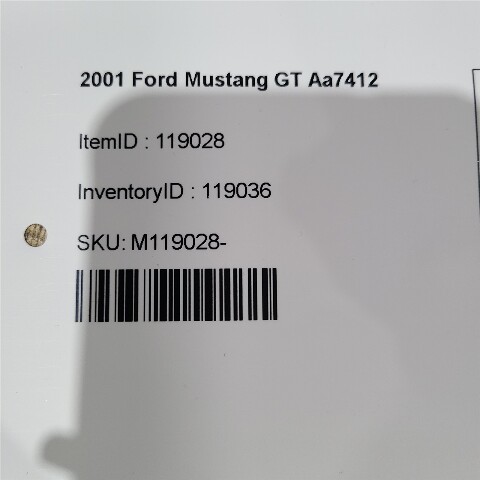 2001 Ford Mustang GT Aa7412
ItemID : 119028
InventoryID : 119036
SKU: M119028-